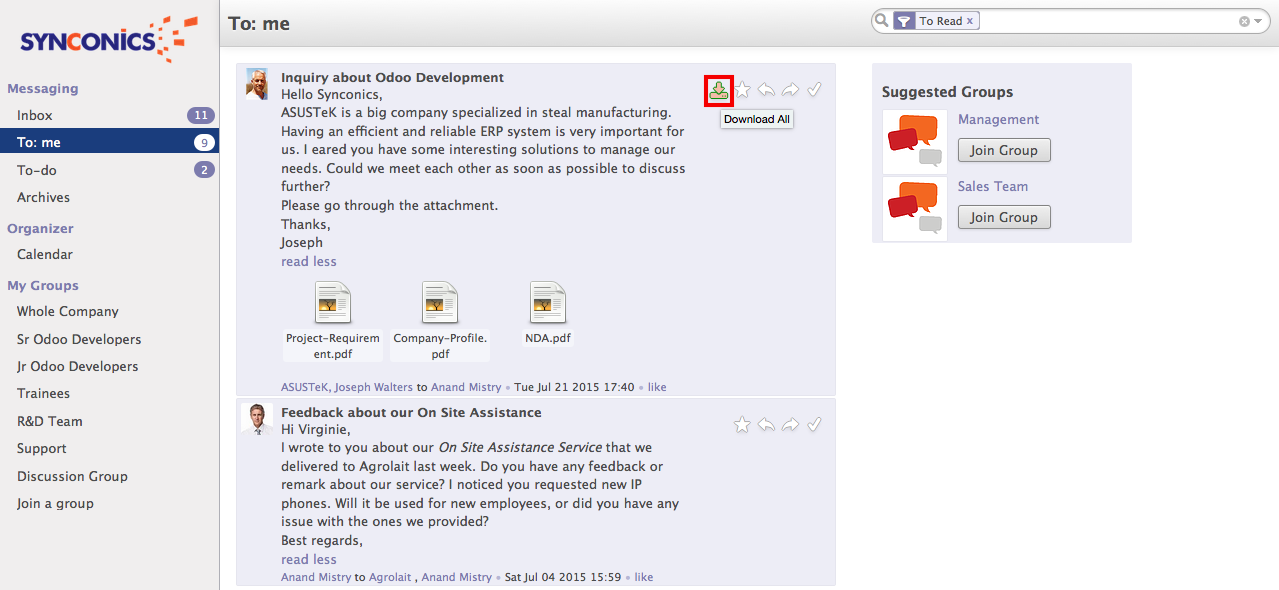 SYNCONICS
To: me
To Read x
Messaging
Inbox 11
To: me 9
To-do 2
Archives
Organizer
Calendar
My Groups
Whole Company
Sr Odoo Developers
Jr Odoo Developers
Trainees
R&D Team
Support
Discussion Group
Join a group
Inquiry about Odoo Development
Hello Synconics,
ASUSTeK is a big company specialized in steal manufacturing.
Having an efficient and reliable ERP system is very important for
us. I eared you have some interesting solutions to manage our
needs. Could we meet each other as soon as possible to discuss
further?
Please go through the attachment.
Thanks,
Joseph
read less
Download All
Project-Requirem
ent.pdf
Company-Profile.
pdf
NDA.pdf
ASUSTeK, Joseph Walters to Anand Mistry • Tue Jul 21 2015 17:40 • like
Feedback about our On Site Assistance
Hi Virginie,
I wrote to you about our On Site Assistance Service that we
delivered to Agrolait last week. Do you have any feedback or
remark about our service? I noticed you requested new IP
phones. Will it be used for new employees, or did you have any
issue with the ones we provided?
Best regards,
read less
Anand Mistry to Agrolait , Anand Mistry • Sat Jul 04 2015 15:59 • like
Suggested Groups
Management
Join Group
Sales Team
Join Group